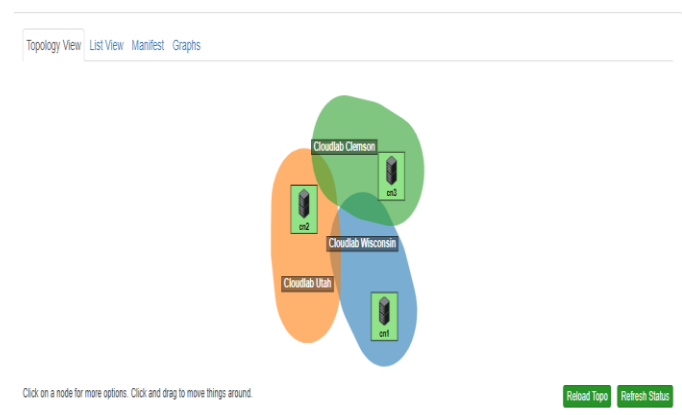 Topology View List View Manifest Graphs
Cloudlab Clemson
cn3
cn2
Cloudlab Wisconsin
Cloudlab Utah
cn1
Click on a node for more options. Click and drag to move things around.
Reload Topo Refresh Status